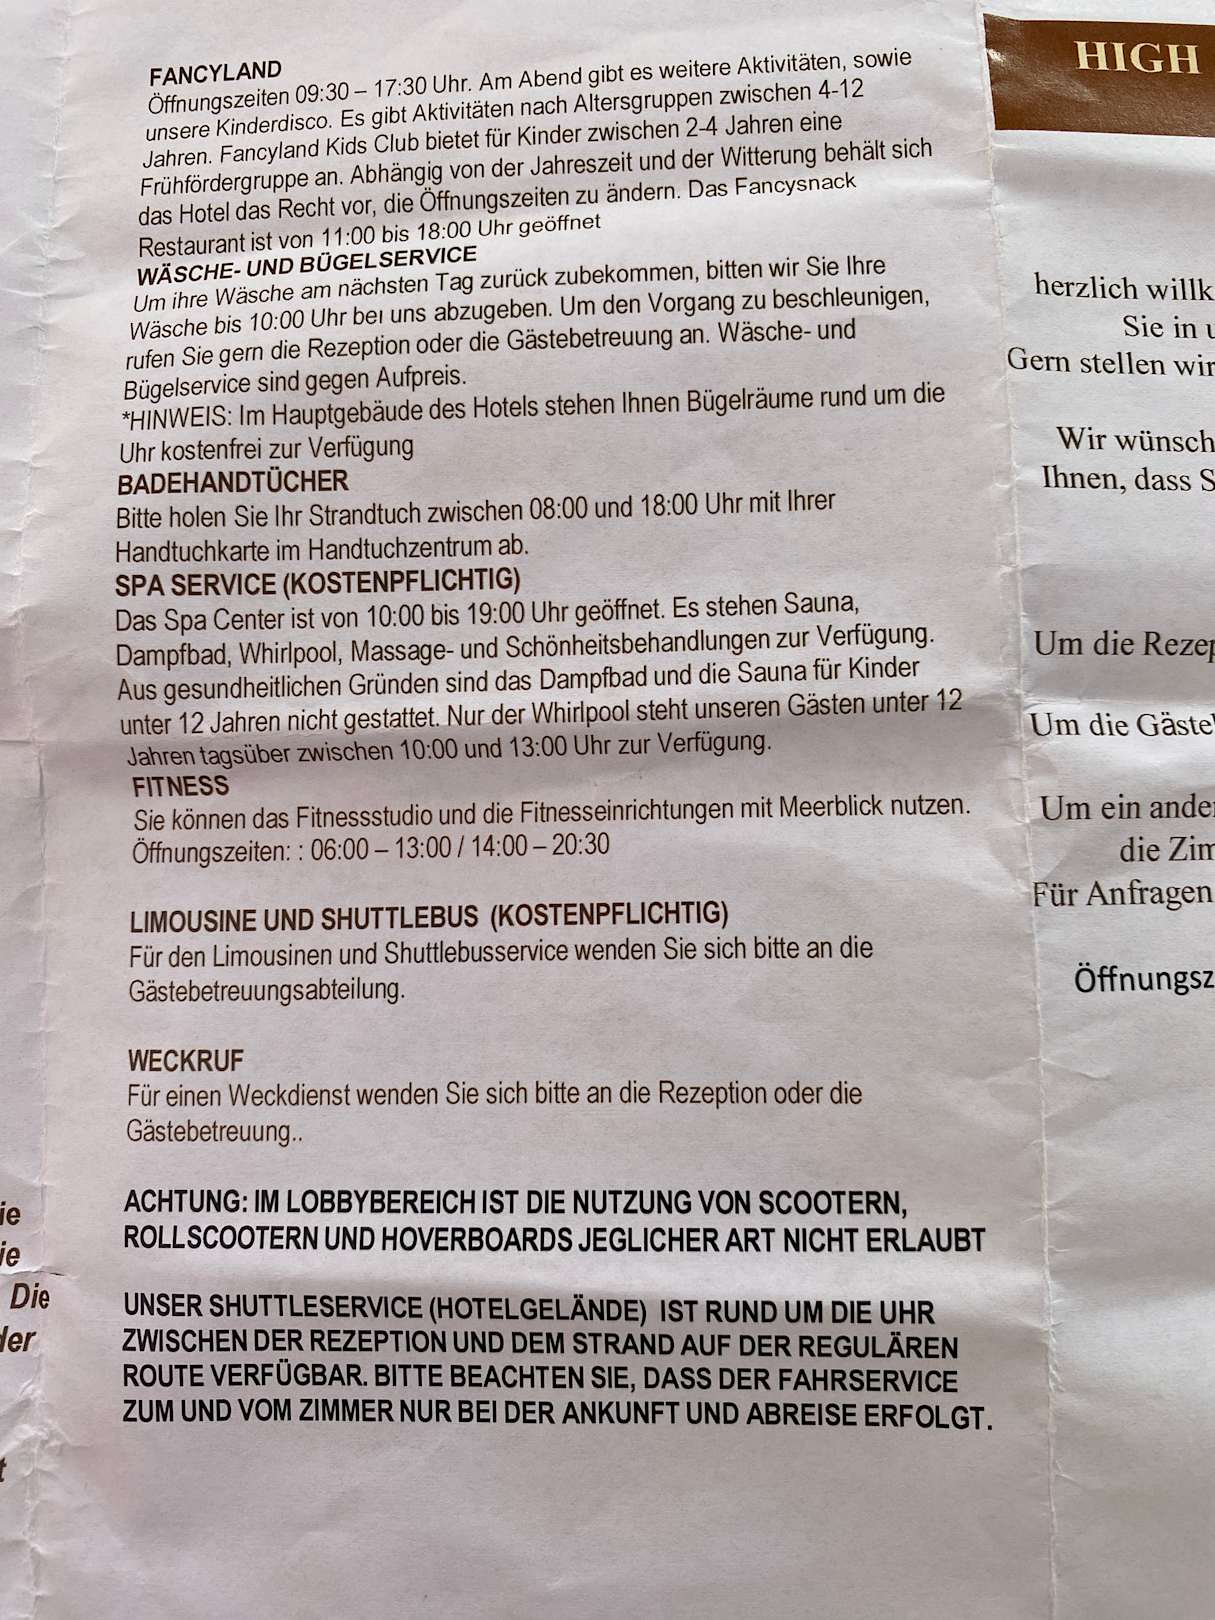 FANCYLAND
Öffnungszeiten 09:30 – 17:30 Uhr. Am Abend gibt es weitere Aktivitäten, sowie
unsere Kinderdisco. Es gibt Aktivitäten nach Altersgruppen zwischen 4-12
Jahren. Fancyland Kids Club bietet für Kinder zwischen 2-4 Jahren eine
Frühfördergruppe an. Abhängig von der Jahreszeit und der Witterung behält sich
das Hotel das Recht vor, die Öffnungszeiten zu ändern. Das Fancysnack
Restaurant ist von 11:00 bis 18:00 Uhr geöffnet
WÄSCHE- UND BÜGELSERVICE
Um ihre Wäsche am nächsten Tag zurück zubekommen, bitten wir Sie Ihre
Wäsche bis 10:00 Uhr bei uns abzugeben. Um den Vorgang zu beschleunigen,
rufen Sie gern die Rezeption oder die Gästebetreuung an. Wäsche- und
Bügelservice sind gegen Aufpreis.
*HINWEIS: Im Hauptgebäude des Hotels stehen Ihnen Bügelräume rund um die
Uhr kostenfrei zur Verfügung
BADEHANDTÜCHER
Bitte holen Sie Ihr Strandtuch zwischen 08:00 und 18:00 Uhr mit Ihrer
Handtuchkarte im Handtuchzentrum ab.
SPA SERVICE (KOSTENPFLICHTIG)
Das Spa Center ist von 10:00 bis 19:00 Uhr geöffnet. Es stehen Sauna,
Dampfbad, Whirlpool, Massage- und Schönheitsbehandlungen zur Verfügung.
Aus gesundheitlichen Gründen sind das Dampfbad und die Sauna für Kinder
unter 12 Jahren nicht gestattet. Nur der Whirlpool steht unseren Gästen unter 12
Jahren tagsüber zwischen 10:00 und 13:00 Uhr zur Verfügung.
FITNESS
Sie können das Fitnessstudio und die Fitnesseinrichtungen mit Meerblick nutzen.
Öffnungszeiten: : 06:00 – 13:00 / 14:00 – 20:30
LIMOUSINE UND SHUTTLEBUS (KOSTENPFLICHTIG)
Für den Limousinen und Shuttlebusservice wenden Sie sich bitte an die
Gästebetreuungsabteilung.
WECKRUF
Für einen Weckdienst wenden Sie sich bitte an die Rezeption oder die
Gästebetreuung..
ACHTUNG: IM LOBBYBEREICH IST DIE NUTZUNG VON SCOOTERN,
ROLLSCOOTERN UND HOVERBOARDS JEGLICHER ART NICHT ERLAUBT
UNSER SHUTTLESERVICE (HOTELGELÄNDE) IST RUND UM DIE UHR
ZWISCHEN DER REZEPTION UND DEM STRAND AUF DER REGULÄREN
ROUTE VERFÜGBAR. BITTE BEACHTEN SIE, DASS DER FAHRSERVICE
ZUM UND VOM ZIMMER NUR BEI DER ANKUNFT UND ABREISE ERFOLGT.
Die
HIGH
herzlich
Sie in
Gern stellen
Wir
Ihnen, dass
Um die
Um die
Um ein
die
Für Anfragen